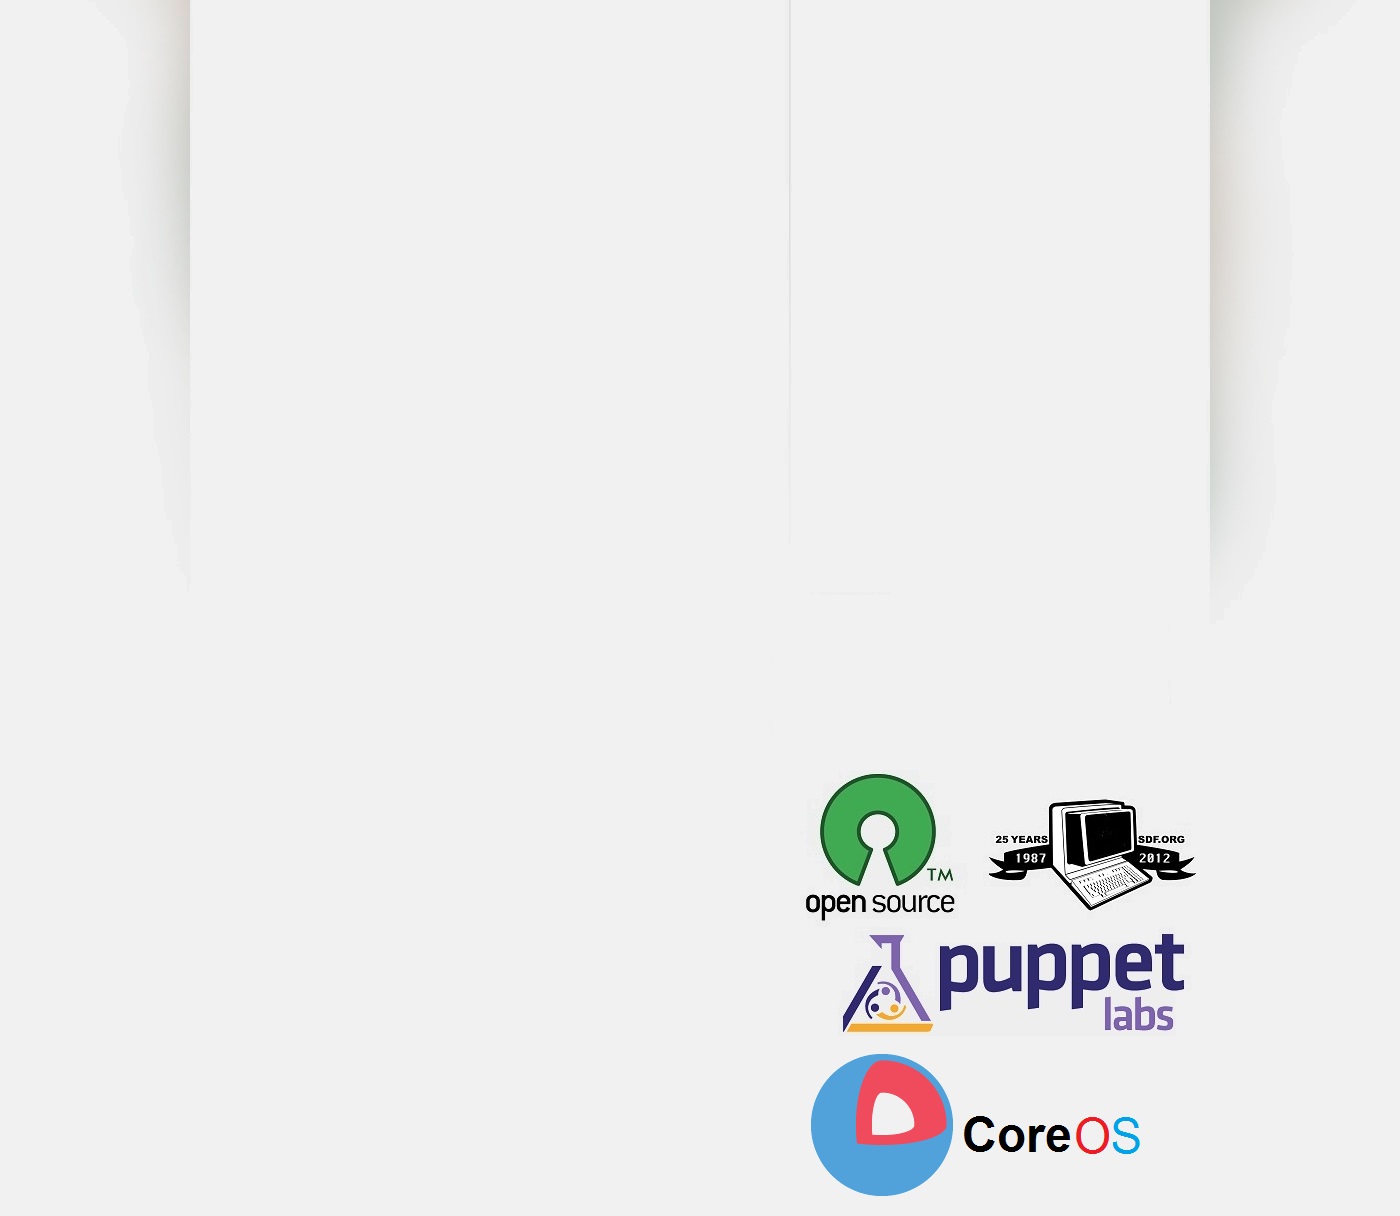 open source TM
25 YEARS SDF.ORG
1987 2012
puppet
labs
CoreOS